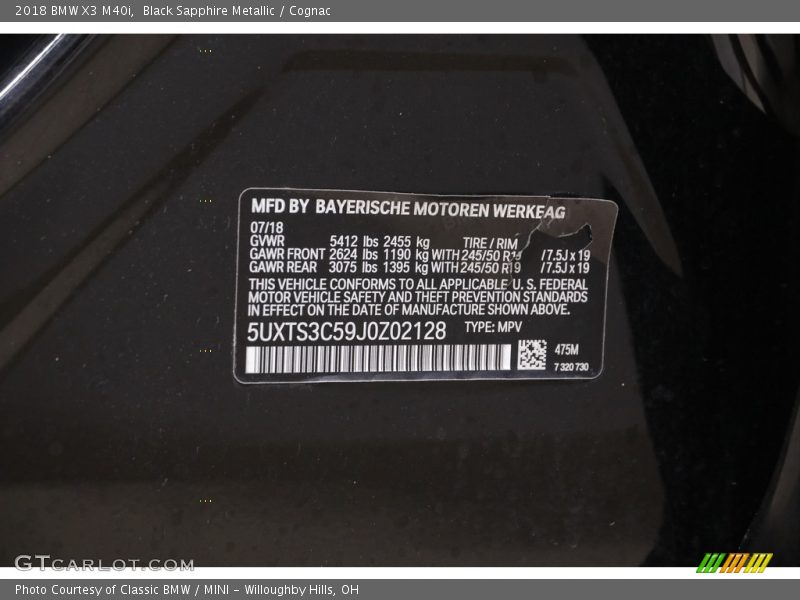 2018 BMW X3 M40i, Black Sapphire Metallic / Cognac
MFD BY BAYERISCHE MOTOREN WERKE AG
07/18
GVWR 5412 lbs 2455 kg TIRE / RIM
GAWR FRONT 2624 lbs 1190 kg WITH 245/50 R19 /7.5J x 19
GAWR REAR 3075 lbs 1395 kg WITH 245/50 R19 /7.5J x 19
THIS VEHICLE CONFORMS TO ALL APPLICABLE U. S. FEDERAL
MOTOR VEHICLE SAFETY AND THEFT PREVENTION STANDARDS
IN EFFECT ON THE DATE OF MANUFACTURE SHOWN ABOVE.
5UXTS3C59J0Z02128 TYPE: MPV
475M
7 320 730
GTCARLOT.COM
Photo Courtesy of Classic BMW / MINI - Willoughby Hills, OH